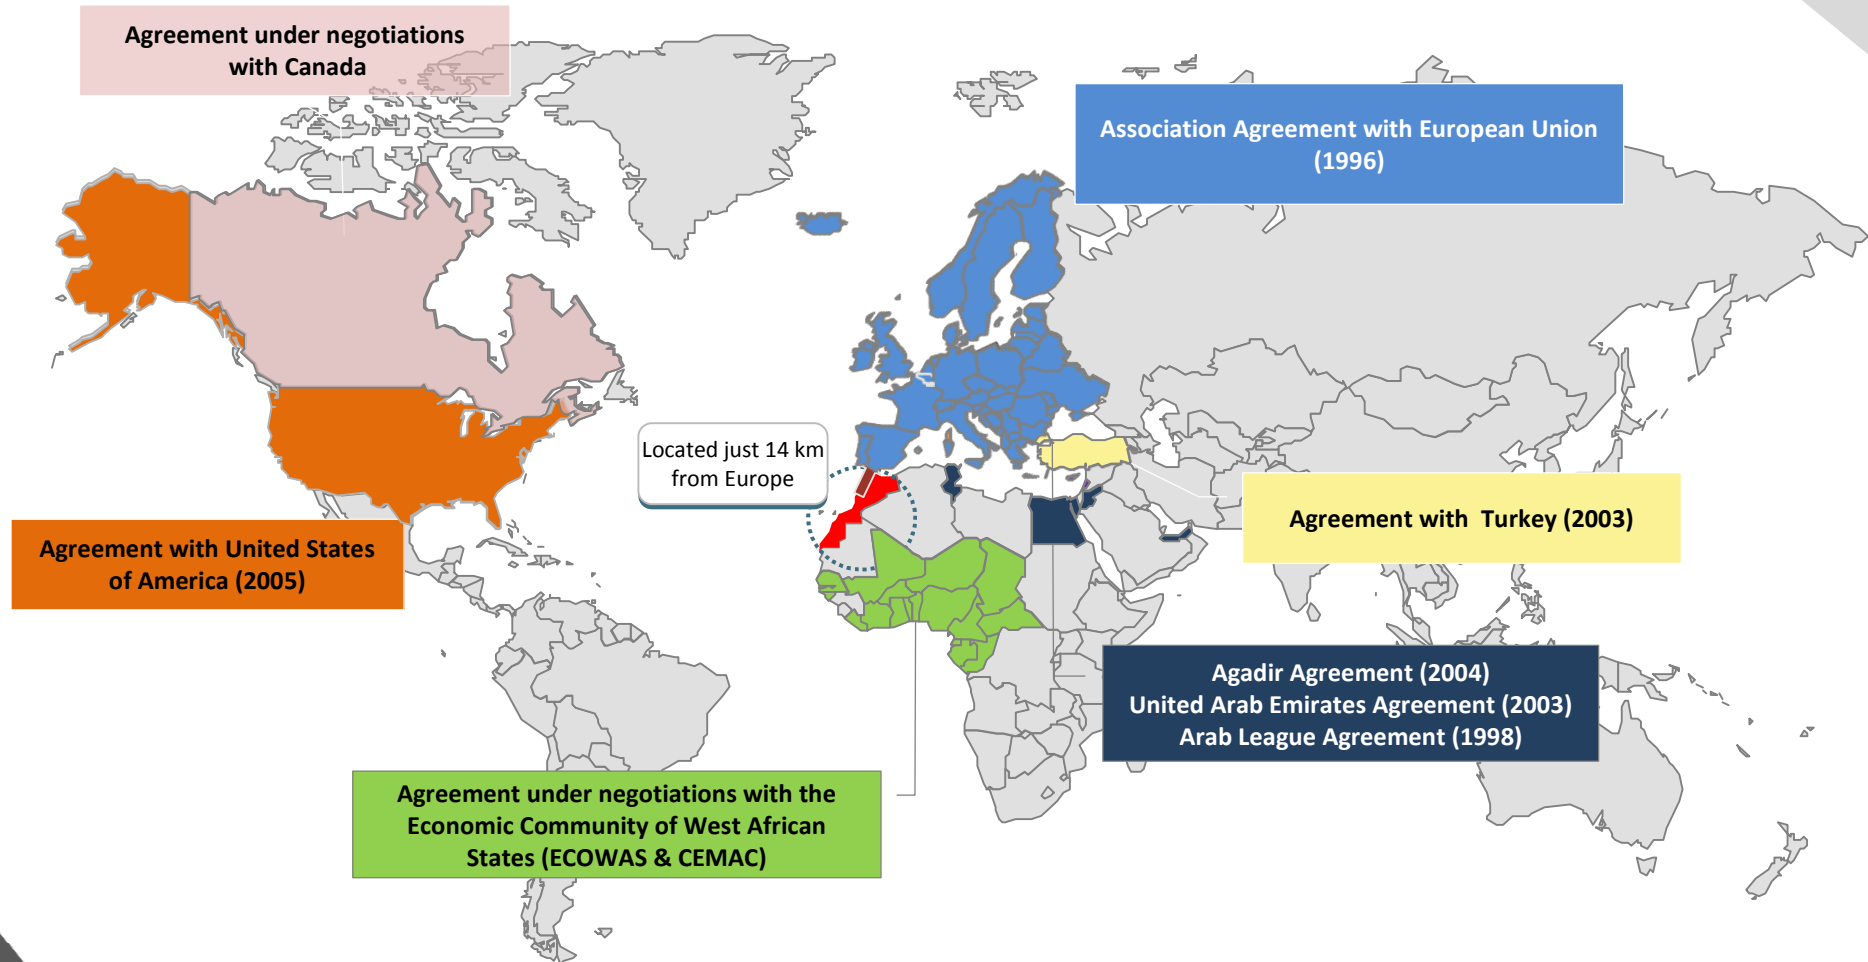 Agreement under negotiations
with Canada
Association Agreement with European Union
(1996)
Located just 14 km
from Europe
Agreement with  Turkey (2003)
Agreement with United States
of America (2005)
Agadir Agreement (2004)
United Arab Emirates Agreement (2003)
Arab League Agreement (1998)
Agreement under negotiations with the
Economic Community of West African
States (ECOWAS & CEMAC)